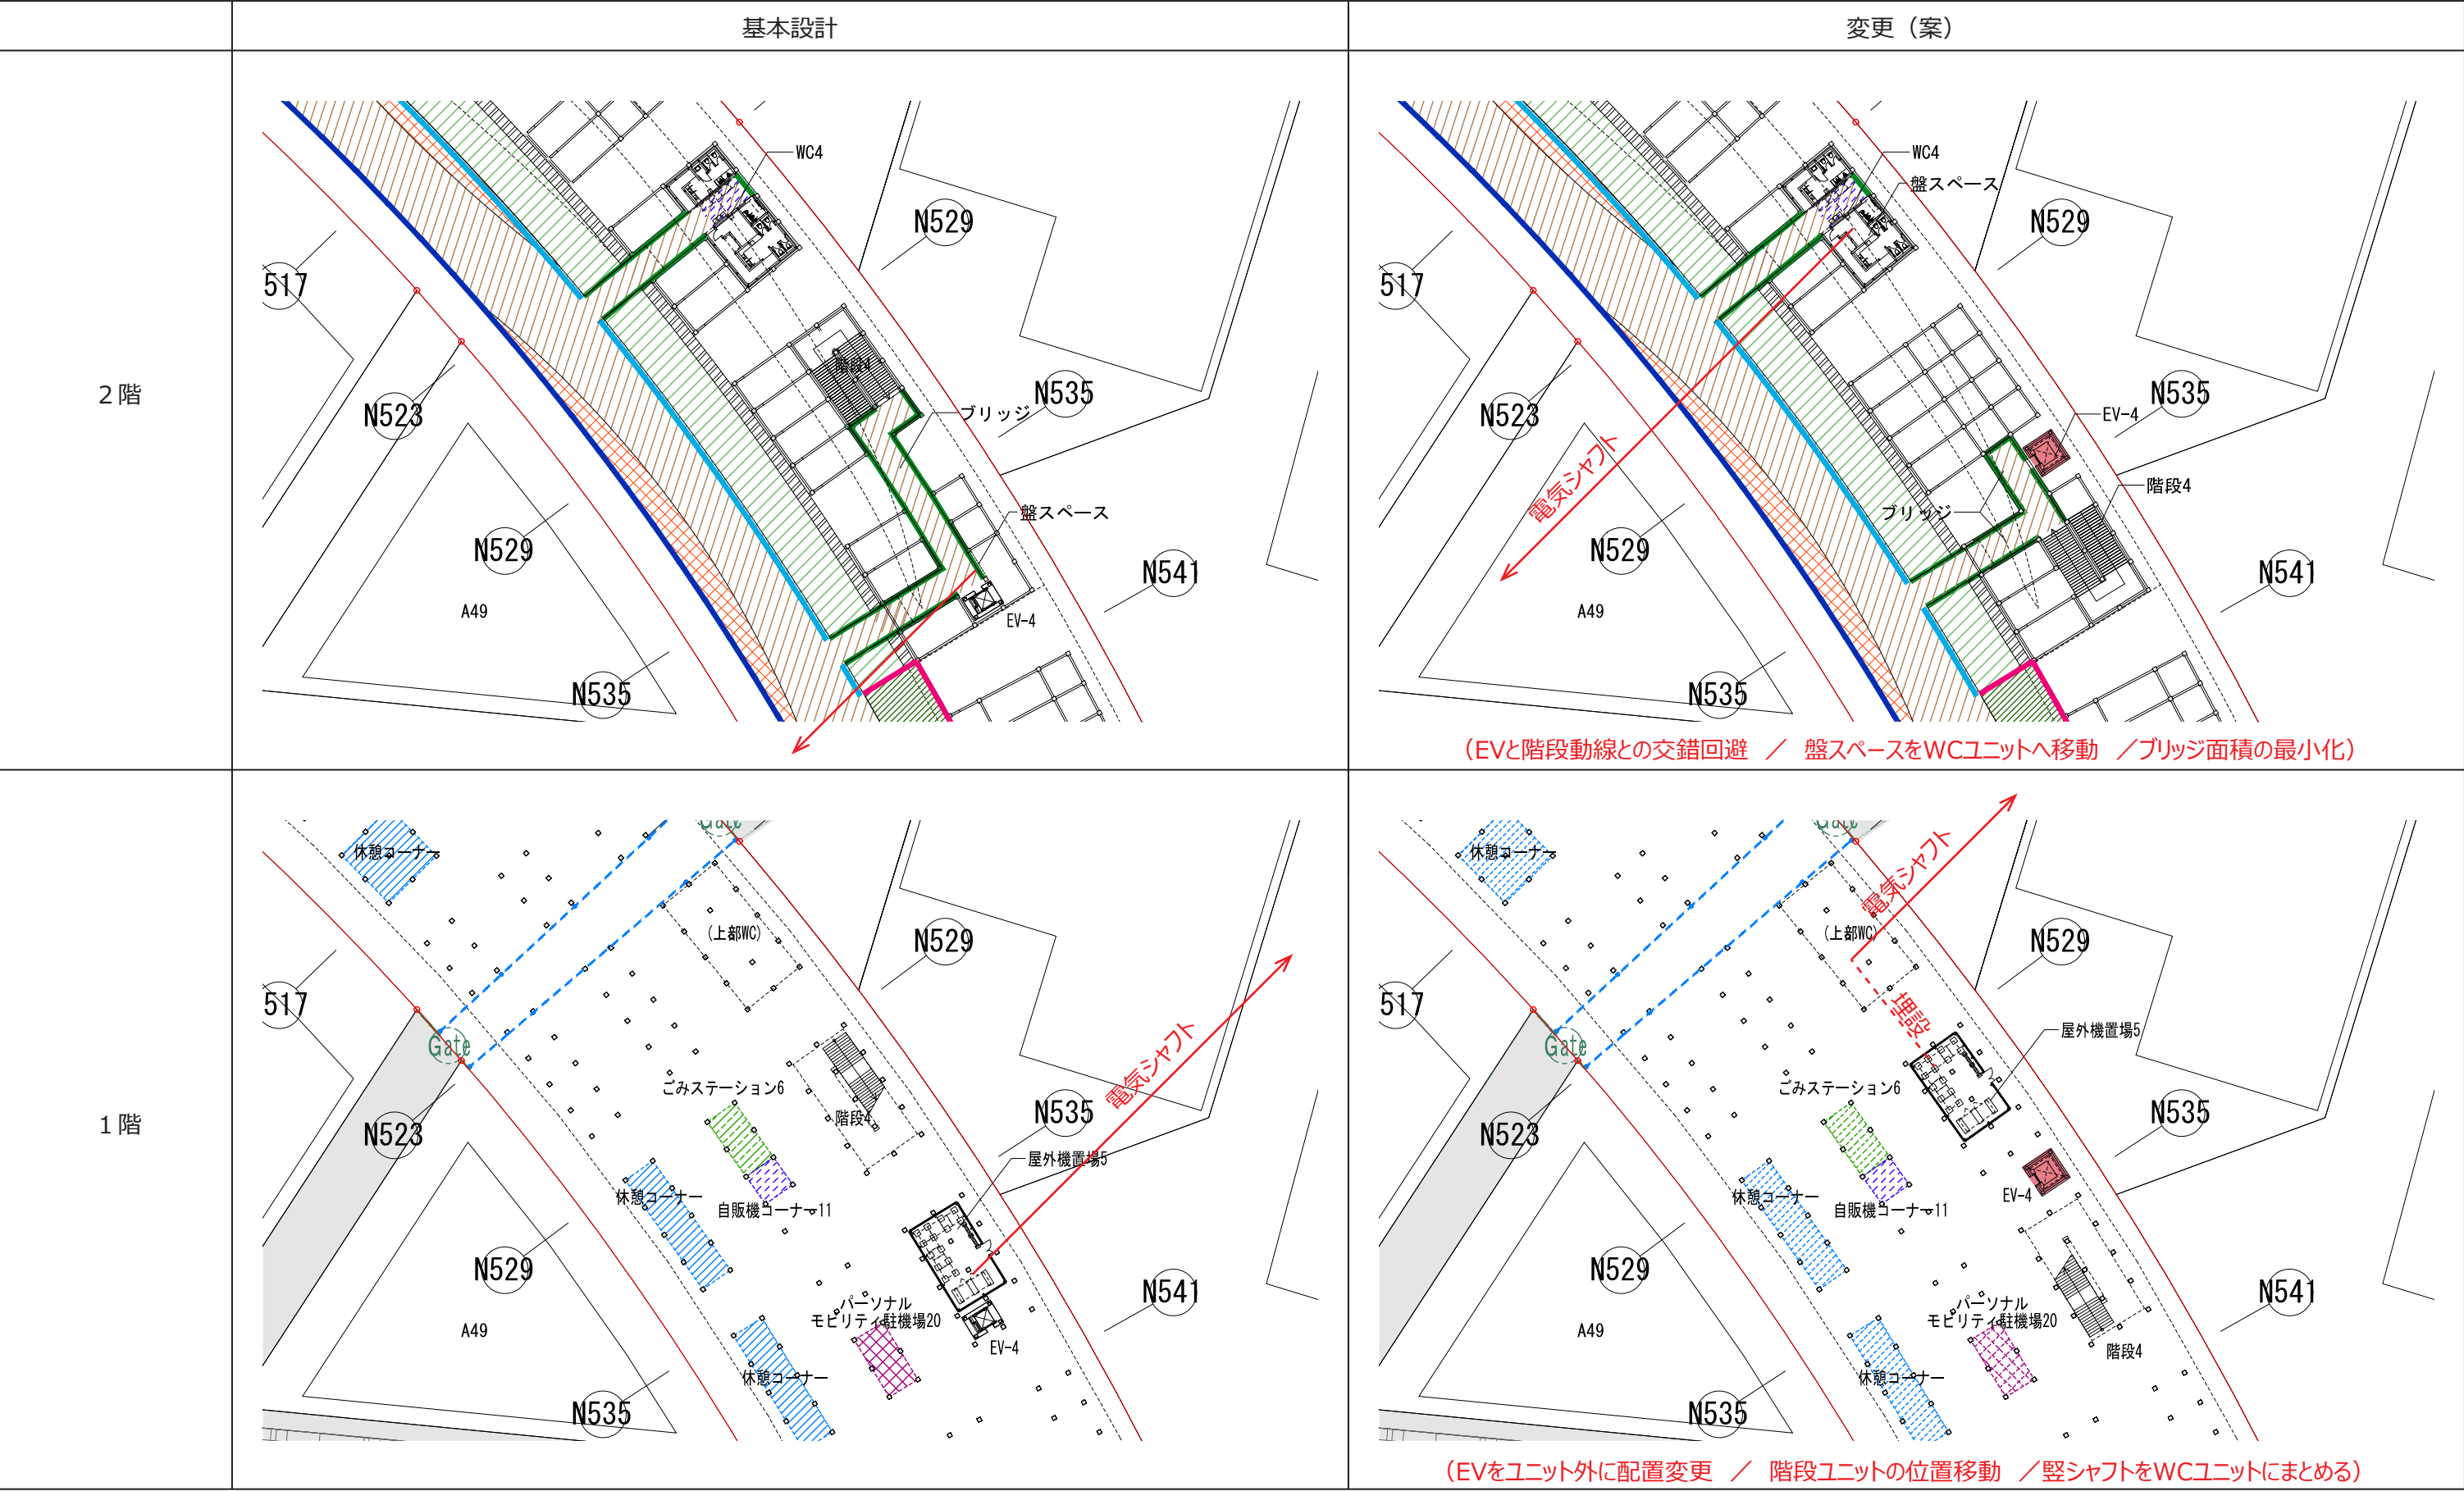 基本設計
変更（案）
２階
WC4
N529
517
N523
階段4
N535
ブリッジ
盤スペース
N529
N541
A49
EV-4
N535
WC4
盤スペース
N529
517
N523
N535
EV-4
電気シャフト
階段4
ブリッジ
N529
N541
A49
N535
（EVと階段動線との交錯回避　／　盤スペースをWCユニットへ移動　／ブリッジ面積の最小化）
１階
Gate
休憩コーナー
(上部WC)
N529
517
Gate
電気シャフト
ごみステーション6
N535
階段4
N523
屋外機置場5
休憩コーナー
自販機コーナー11
N529
N541
パーソナル
モビリティ駐機場20
A49
EV-4
休憩コーナー
N535
Gate
休憩コーナー
電気シャフト
(上部WC)
N529
517
埋設
屋外機置場5
Gate
ごみステーション6
N535
N523
休憩コーナー
EV-4
自販機コーナー11
N529
N541
パーソナル
モビリティ駐機場20
A49
階段4
休憩コーナー
N535
（EVをユニット外に配置変更　／　階段ユニットの位置移動　／竪シャフトをWCユニットにまとめる）